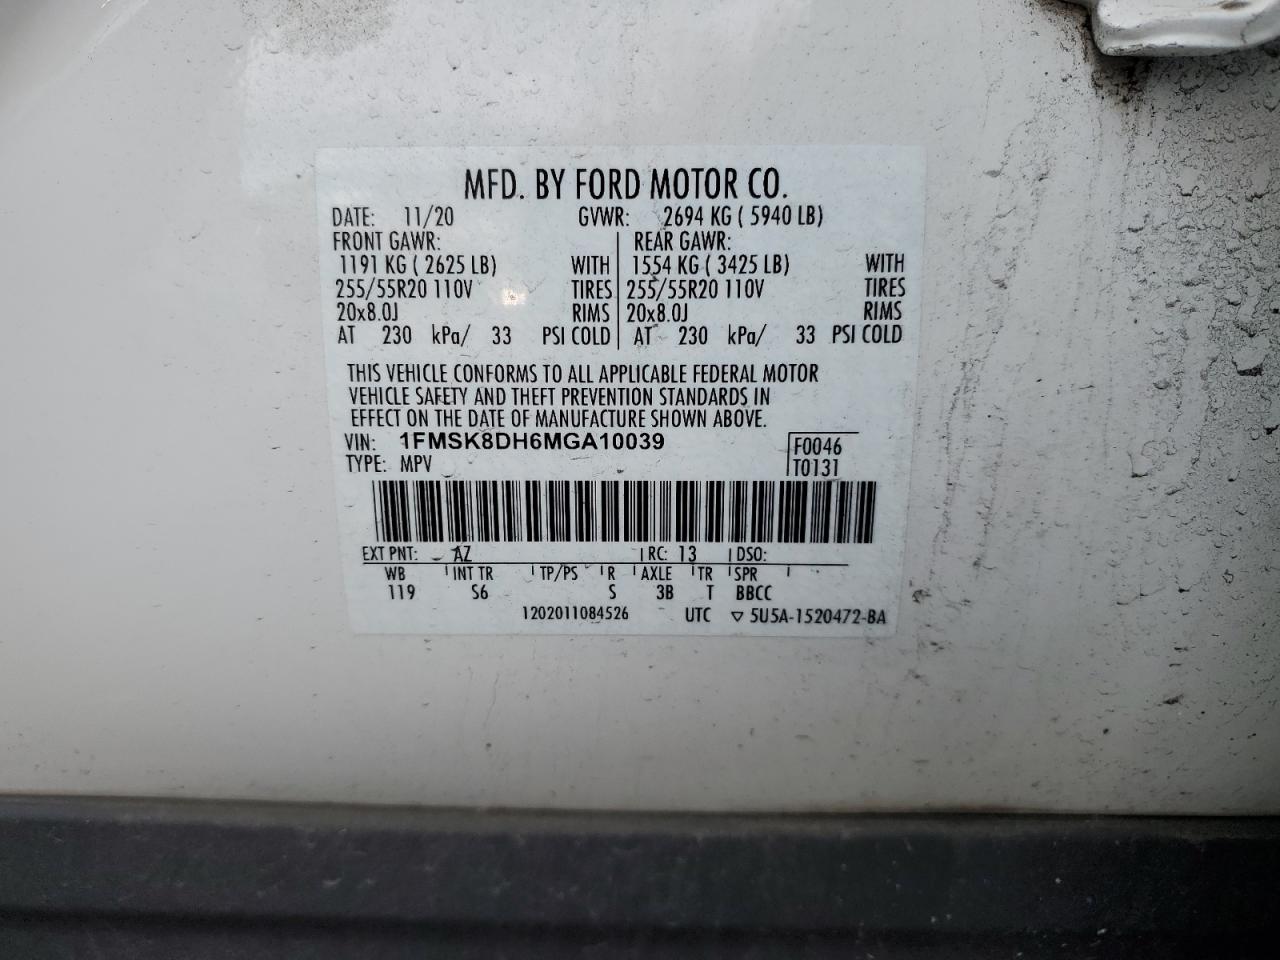 MFD. BY FORD MOTOR CO.
DATE: 11/20 GVWR: 2694 KG ( 5940 LB)
FRONT GAWR: REAR GAWR:
1191 KG ( 2625 LB) WITH 1554 KG ( 3425 LB) WITH
255/55R20 110V TIRES 255/55R20 110V TIRES
20x8.0J RIMS 20x8.0J RIMS
AT 230 kPa/ 33 PSI COLD AT 230 kPa/ 33 PSI COLD
THIS VEHICLE CONFORMS TO ALL APPLICABLE FEDERAL MOTOR
VEHICLE SAFETY AND THEFT PREVENTION STANDARDS IN
EFFECT ON THE DATE OF MANUFACTURE SHOWN ABOVE.
VIN: 1FMSK8DH6MGA10039 F0046
TYPE: MPV T0131
EXT PNT: AZ RC: 13 DSO:
WB INT TR TP/PS R AXLE TR SPR
119 S6 S 3B T BBCC
1202011084526 UTC ▽ 5U5A-1520472-BA